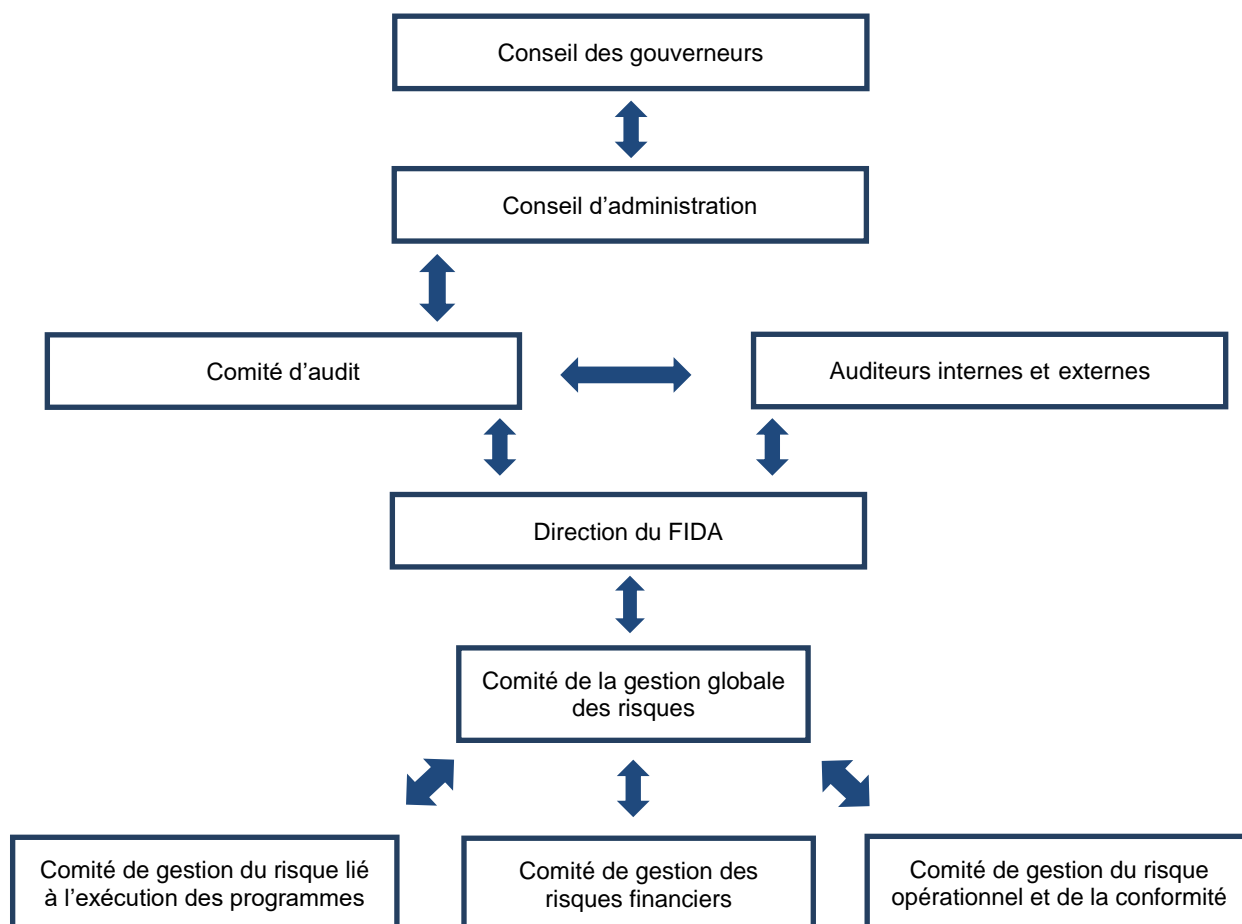 Conseil des gouverneurs
Conseil d’administration
Comité d’audit
Auditeurs internes et externes
Direction du FIDA
Comité de la gestion globale
des risques
Comité de gestion du risque lié
à l’exécution des programmes
Comité de gestion des
risques financiers
Comité de gestion du risque
opérationnel et de la conformité